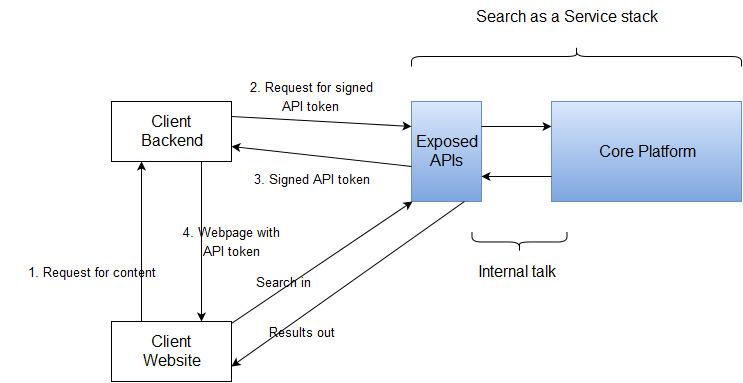 Search as a Service stack
2. Request for signed
API token
Client
Backend
Exposed
APIs
Core Platform
3. Signed API token
4. Webpage with
API token
1. Request for content
Search in
Internal talk
Results out
Client
Website